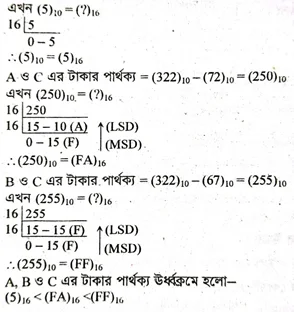 এখন (5)₁₀ = (?)₁₆
16 | 5
0 – 5
∴(5)₁₀ = (5)₁₆
A ও C এর টাকার পার্থক্য = (322)₁₀ – (72)₁₀ = (250)₁₀
এখন (250)₁₀ = (?)₁₆
16 | 250
16 | 15 – 10 (A) ↑(LSD)
0 – 15 (F) (MSD)
∴(250)₁₀ = (FA)₁₆
B ও C এর টাকার পার্থক্য = (322)₁₀ – (67)₁₀ = (255)₁₀
এখন (255)₁₀ = (?)₁₆
16 | 255
16 | 15 – 15 (F) ↑(LSD)
0 – 15 (F) (MSD)
∴(255)₁₀ = (FF)₁₆
A, B ও C এর টাকার পার্থক্য উর্ধ্বক্রমে হলো–
(5)₁₆ < (FA)₁₆ <(FF)₁₆